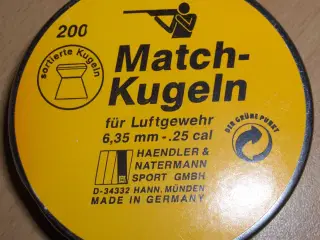 200
sortierte Kugeln
Match-
Kugeln
für Luftgewehr
6,35 mm - .25 cal
DER GRÜNE PUNKT
HAENDLER &
NATERMANN
SPORT GMBH
D-34332 HANN. MÜNDEN
MADE IN GERMANY